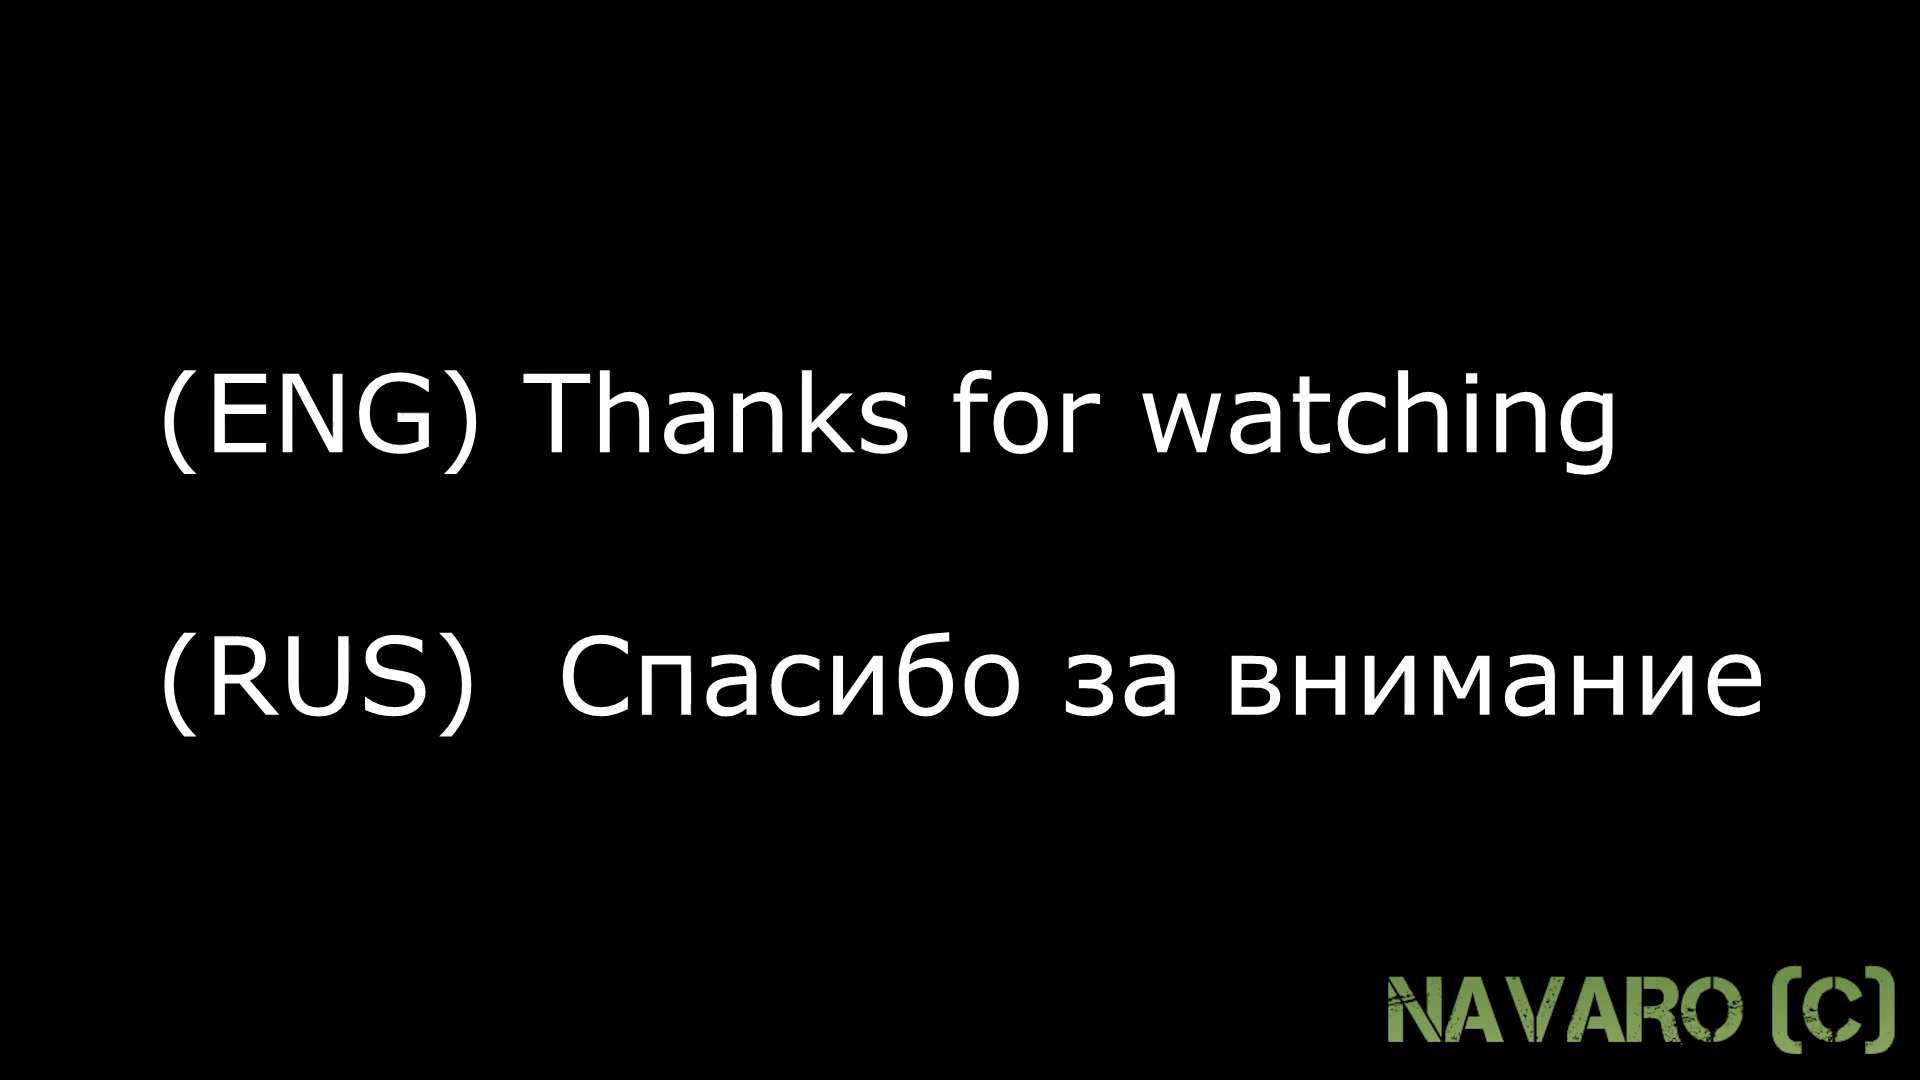 (ENG) Thanks for watching
(RUS) Спасибо за внимание
NAVARO (C)